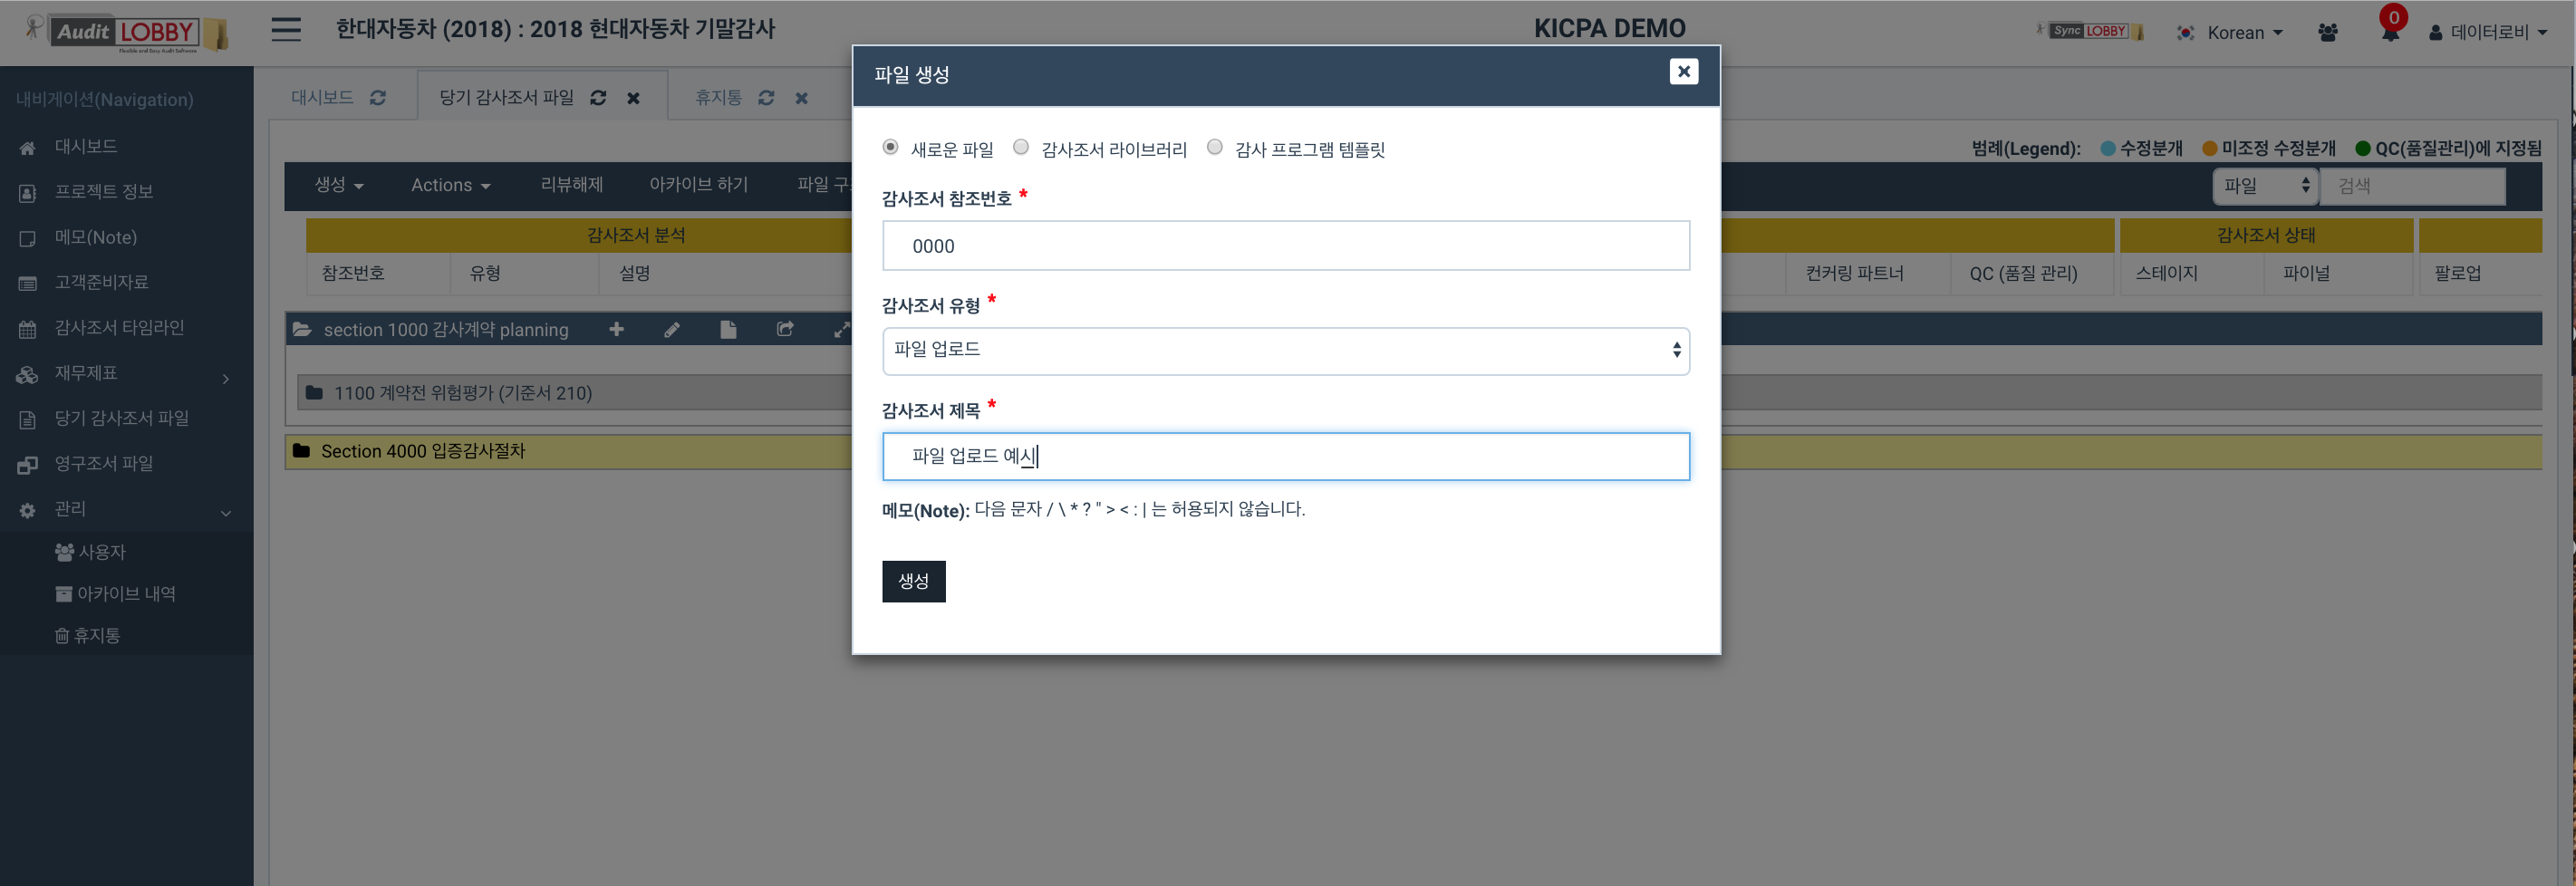 Audit LOBBY
Flexible and Easy Audit Software
한대자동차 (2018) : 2018 현대자동차 기말감사
KICPA DEMO
Sync LOBBY
Korean
0
데이터로비
내비게이션(Navigation)
대시보드
프로젝트 정보
메모(Note)
고객준비자료
감사조서 타임라인
재무제표
당기 감사조서 파일
영구조서 파일
관리
사용자
아카이브 내역
휴지통
대시보드
당기 감사조서 파일
휴지통
범례(Legend): 수정분개 미조정 수정분개 QC(품질관리)에 지정됨
생성 Actions 리뷰해제 아카이브 하기 파일 구
파일 검색
감사조서 분석 감사조서 상태
참조번호 유형 설명 컨커링 파트너 QC (품질 관리) 스테이지 파이널 팔로업
section 1000 감사계약 planning
1100 계약전 위험평가 (기준서 210)
Section 4000 입증감사절차
파일 생성
새로운 파일 감사조서 라이브러리 감사 프로그램 템플릿
감사조서 참조번호 *
0000
감사조서 유형 *
파일 업로드
감사조서 제목 *
파일 업로드 예시
메모(Note): 다음 문자 / \ * ? " > < : | 는 허용되지 않습니다.
생성